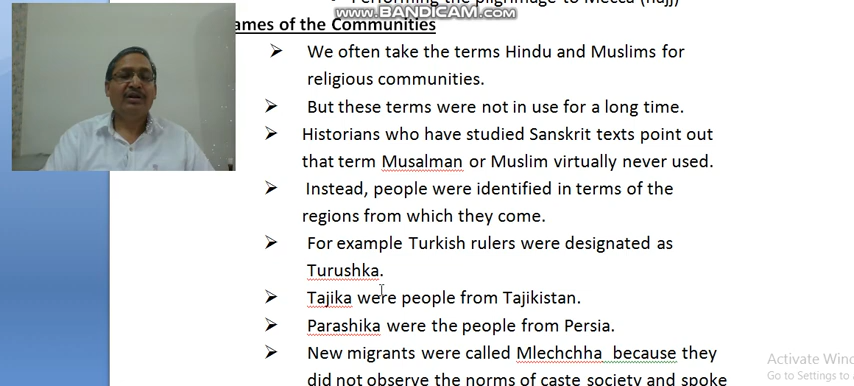 Performing the pilgrimage to Mecca (hajj)
WWW.BANDICAM.COM
ames of the Communities
➢ We often take the terms Hindu and Muslims for
religious communities.
➢ But these terms were not in use for a long time.
➢ Historians who have studied Sanskrit texts point out
that term Musalman or Muslim virtually never used.
➢ Instead, people were identified in terms of the
regions from which they come.
➢ For example Turkish rulers were designated as
Turushka.
➢ Tajika were people from Tajikistan.
➢ Parashika were the people from Persia.
➢ New migrants were called Mlechchha because they
did not observe the norms of caste society and spoke
Activate Wind
Go to Settings to A